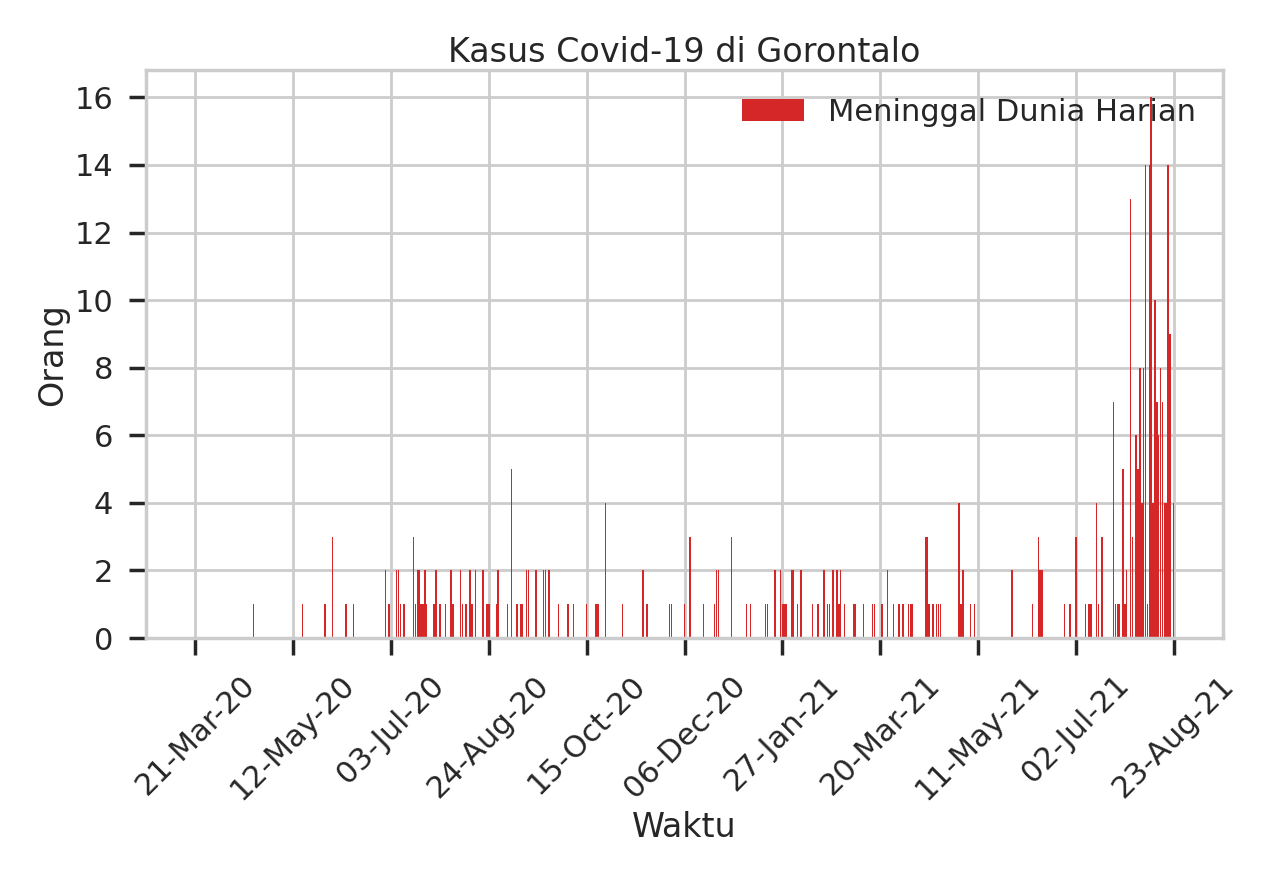 Kasus Covid-19 di Gorontalo
Meninggal Dunia Harian
16
14
12
10
8
6
4
2
0
Orang
21-Mar-20
12-May-20
03-Jul-20
24-Aug-20
15-Oct-20
06-Dec-20
27-Jan-21
20-Mar-21
11-May-21
02-Jul-21
23-Aug-21
Waktu